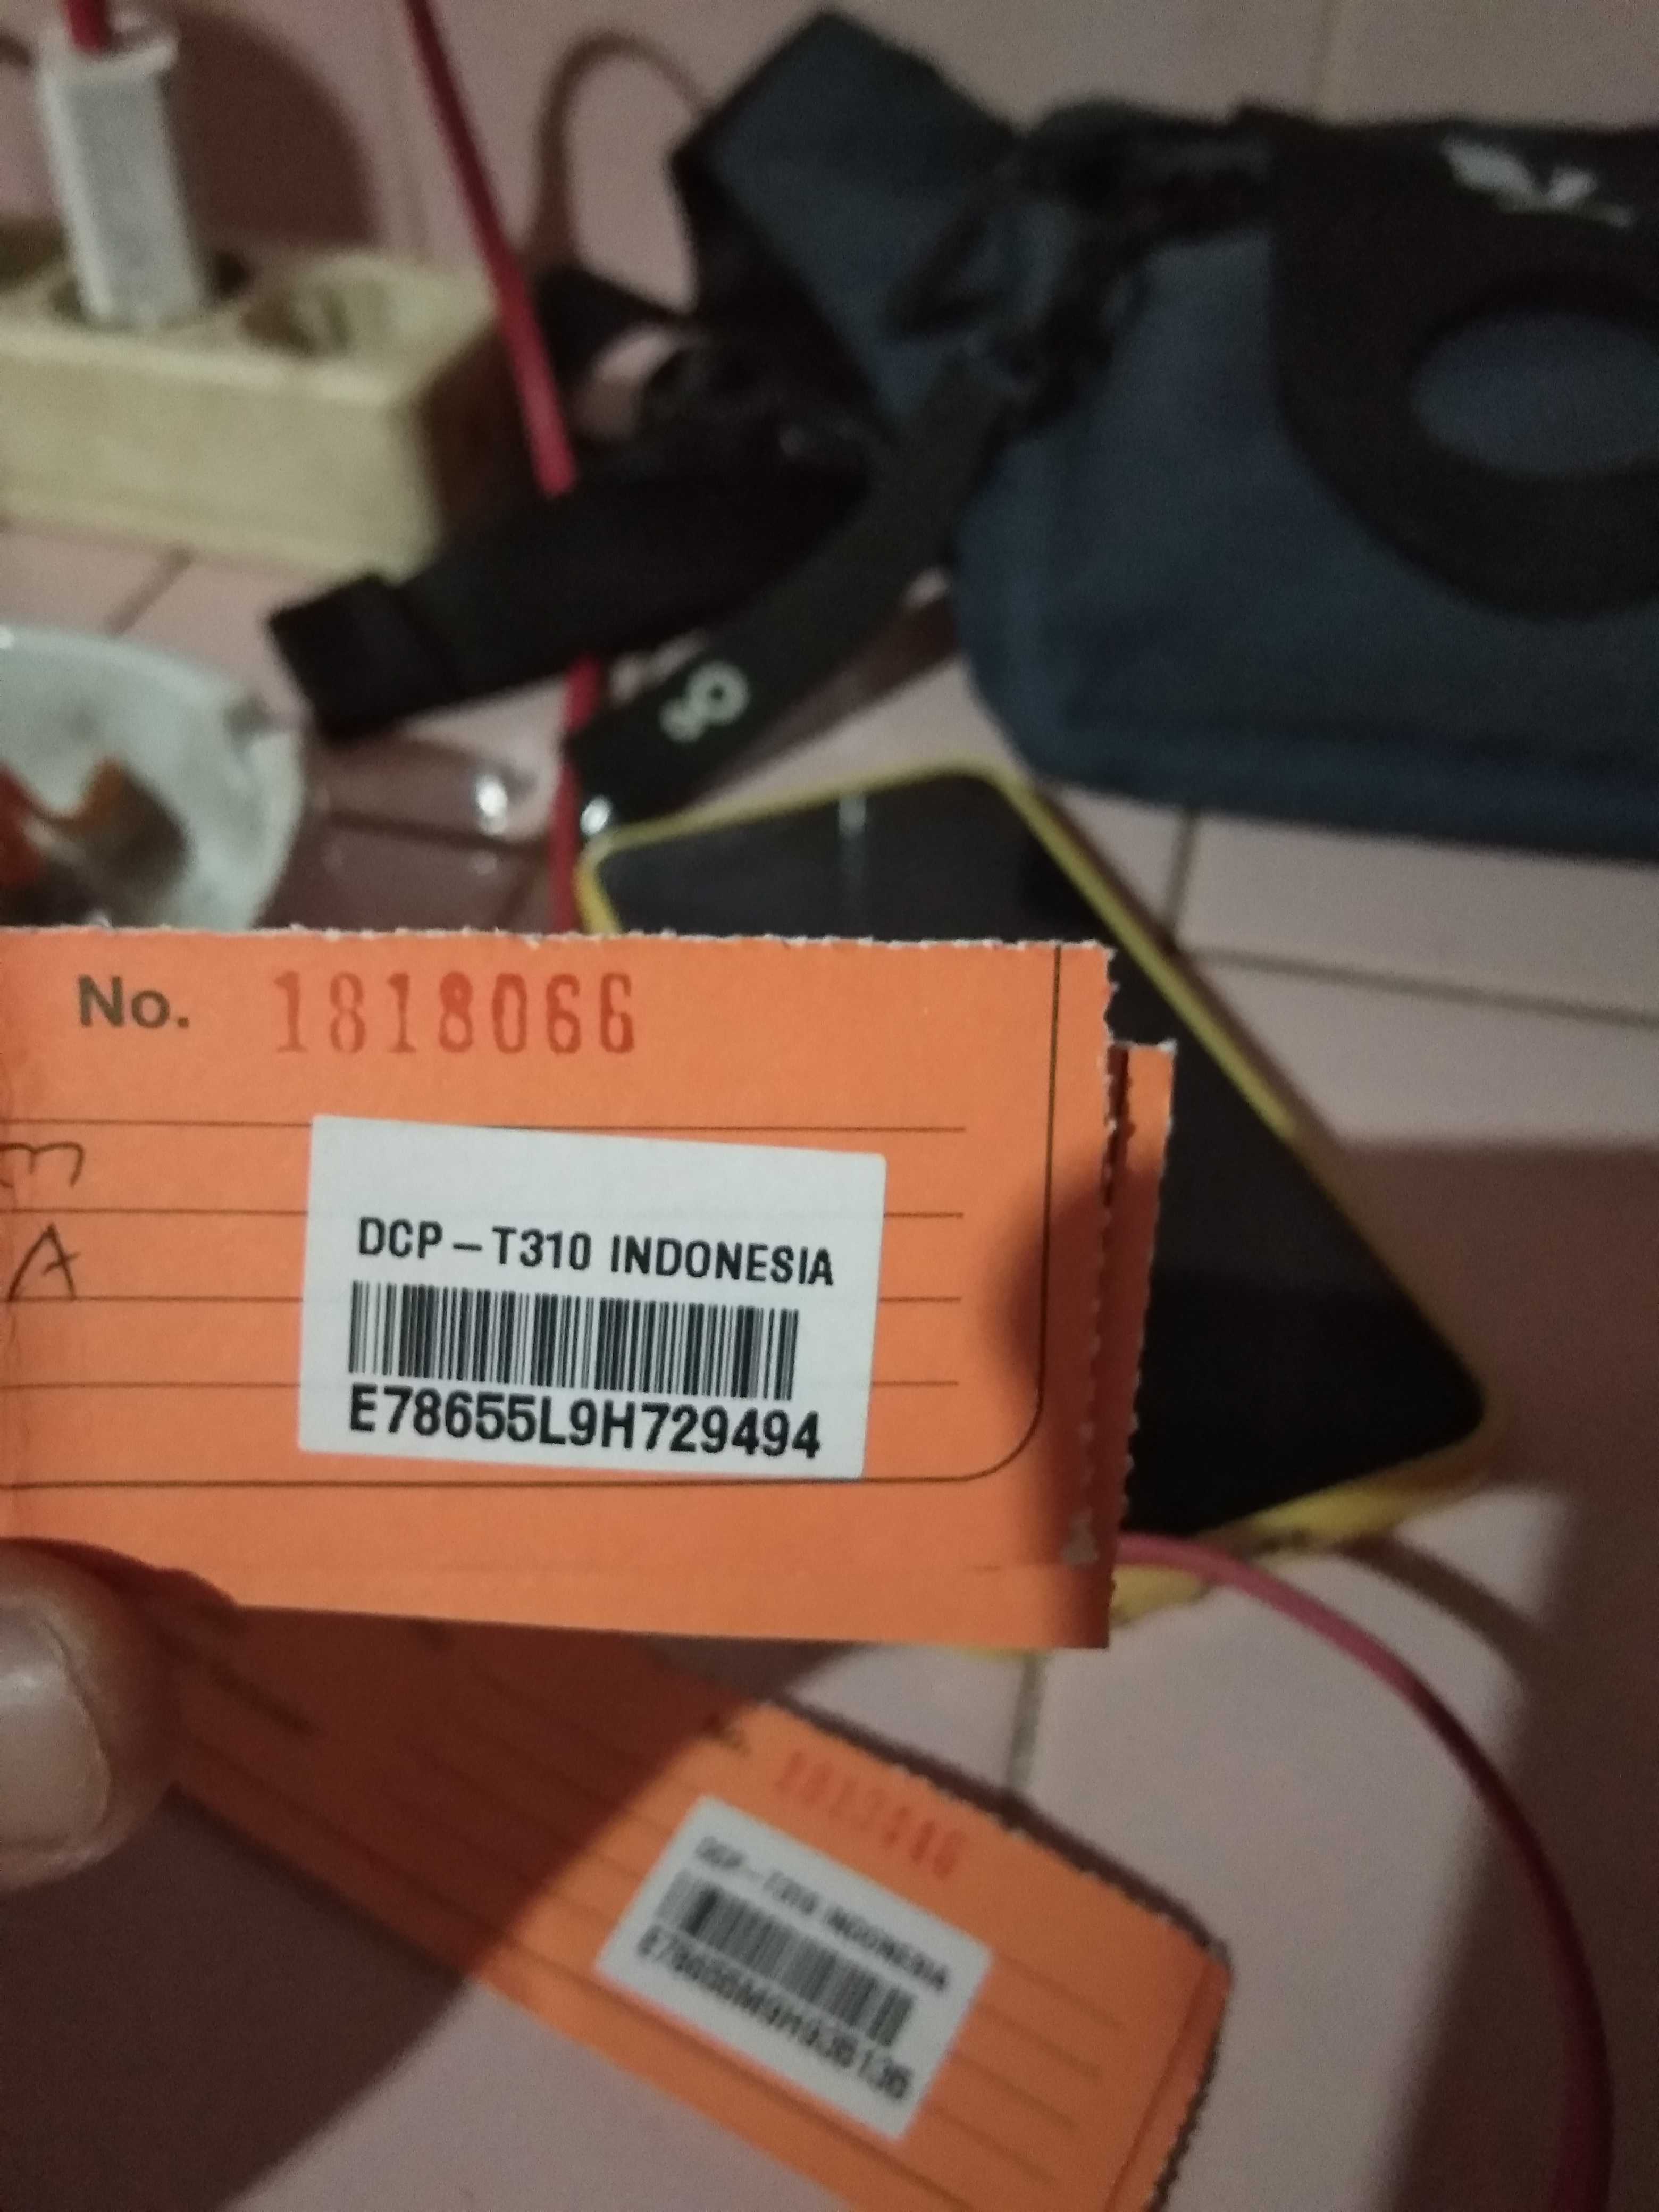 No. 1818066
m
A
DCP-T310 INDONESIA
E78655L9H729494
DCP-T310 INDONESIA